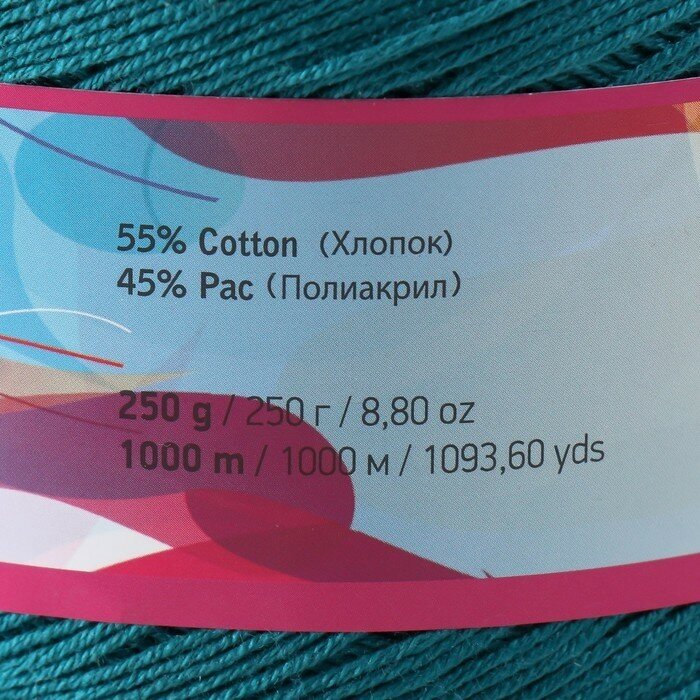 55% Cotton (Хлопок)
45% Pac (Полиакрил)
250 g / 250 г / 8,80 oz
1000 m / 1000 м / 1093,60 yds